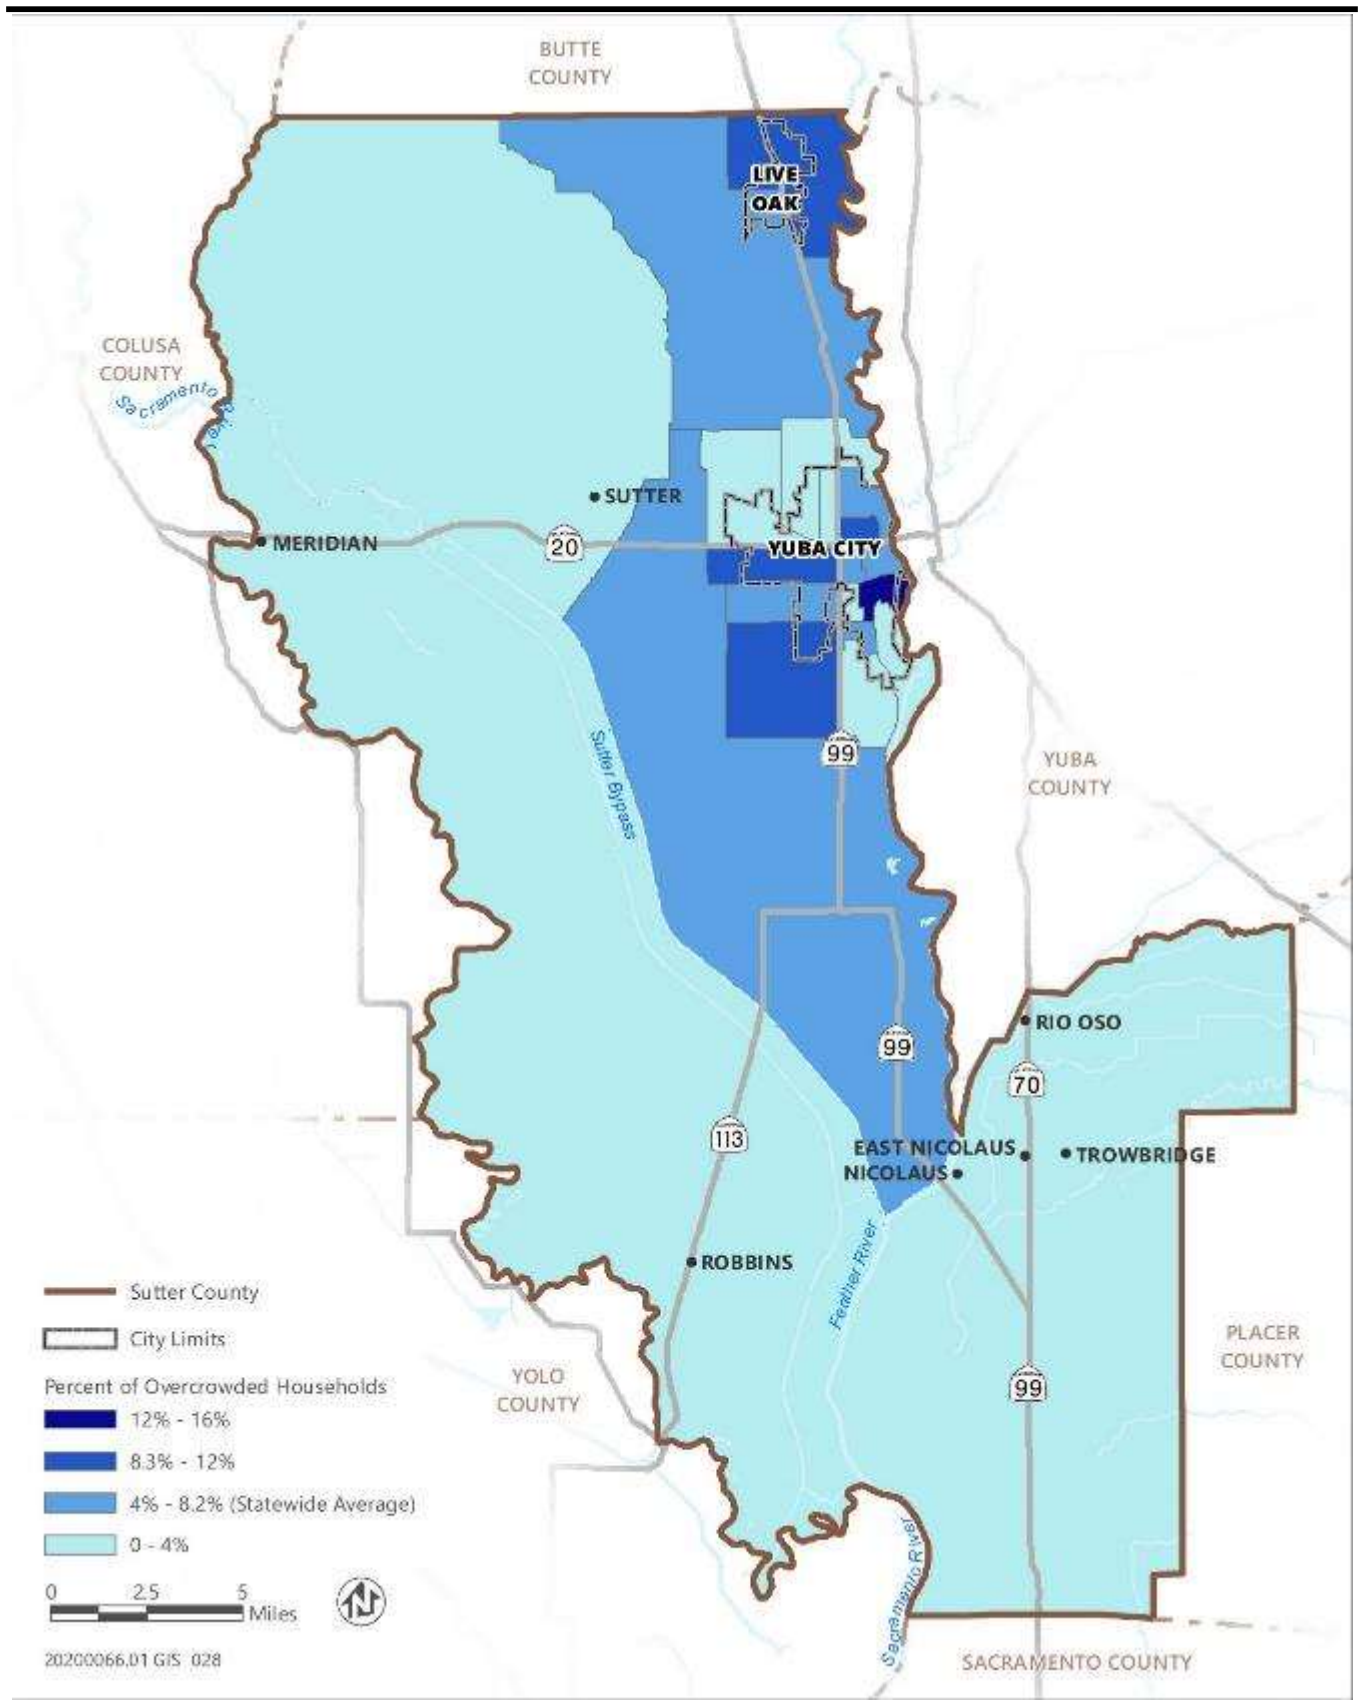 BUTTE
COUNTY
LIVE
OAK
COLUSA
COUNTY
Sacramento River
SUTTER
MERIDIAN
20
YUBA CITY
99
Sutter Bypass
YUBA
COUNTY
RIO OSO
99
70
113
EAST NICOLAUS
TROWBRIDGE
NICOLAUS
ROBBINS
Feather River
Sutter County
City Limits
Percent of Overcrowded Households
12% - 16%
8.3% - 12%
4% - 8.2% (Statewide Average)
0 - 4%
0 2.5 5
Miles
N
20200066.01 GIS 028
YOLO
COUNTY
PLACER
COUNTY
99
Sacramento River
SACRAMENTO COUNTY